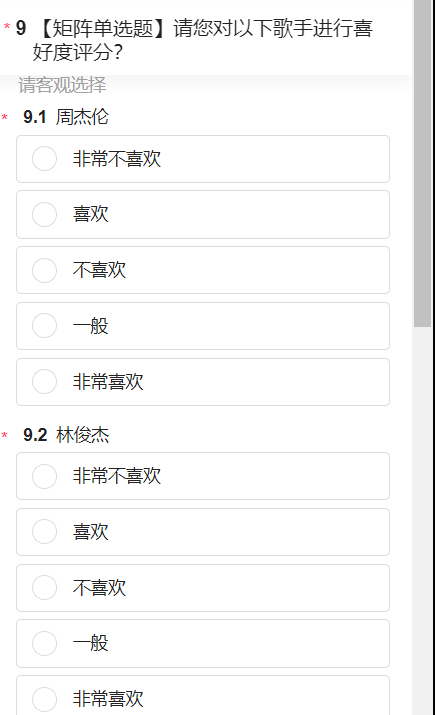 * 9 【矩阵单选题】请您对以下歌手进行喜
好度评分?
请客观选择
* 9.1 周杰伦
非常不喜欢
喜欢
不喜欢
一般
非常喜欢
* 9.2 林俊杰
非常不喜欢
喜欢
不喜欢
一般
非常喜欢